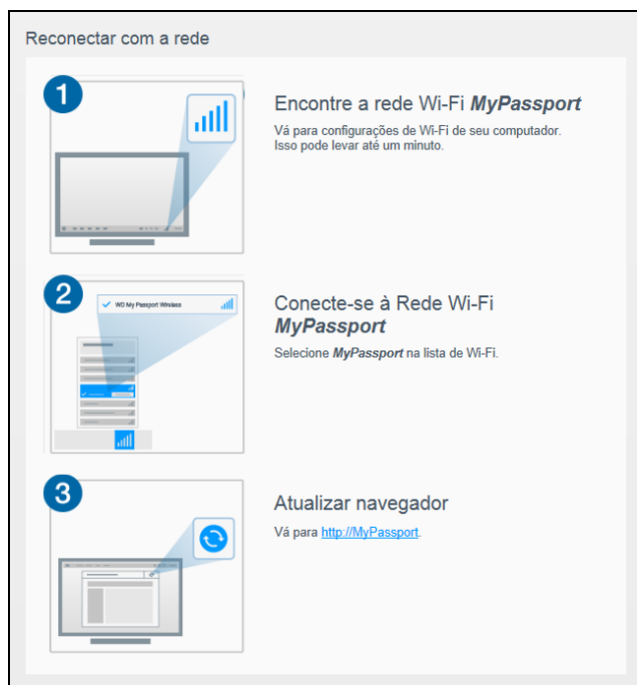 Reconectar com a rede
1
Encontre a rede Wi-Fi MyPassport
Vá para configurações de Wi-Fi de seu computador.
Isso pode levar até um minuto.
2
WD My Passport Wireless
Conecte-se à Rede Wi-Fi
MyPassport
Selecione MyPassport na lista de Wi-Fi.
3
Atualizar navegador
Vá para http://MyPassport.